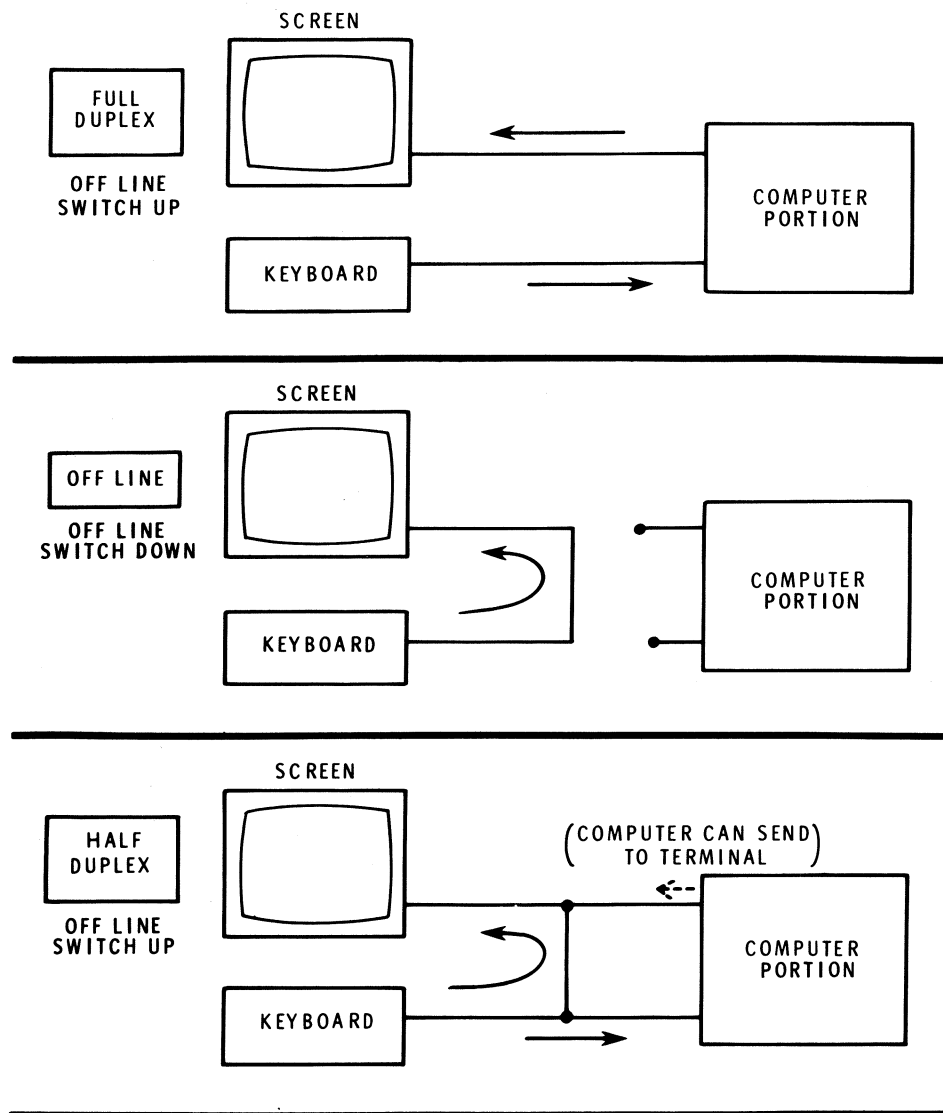 SCREEN
FULL
DUPLEX
OFF LINE
SWITCH UP
COMPUTER
PORTION
KEYBOARD
SCREEN
OFF LINE
OFF LINE
SWITCH DOWN
COMPUTER
PORTION
KEYBOARD
SCREEN
HALF
DUPLEX
OFF LINE
SWITCH UP
(COMPUTER CAN SEND
TO TERMINAL)
COMPUTER
PORTION
KEYBOARD